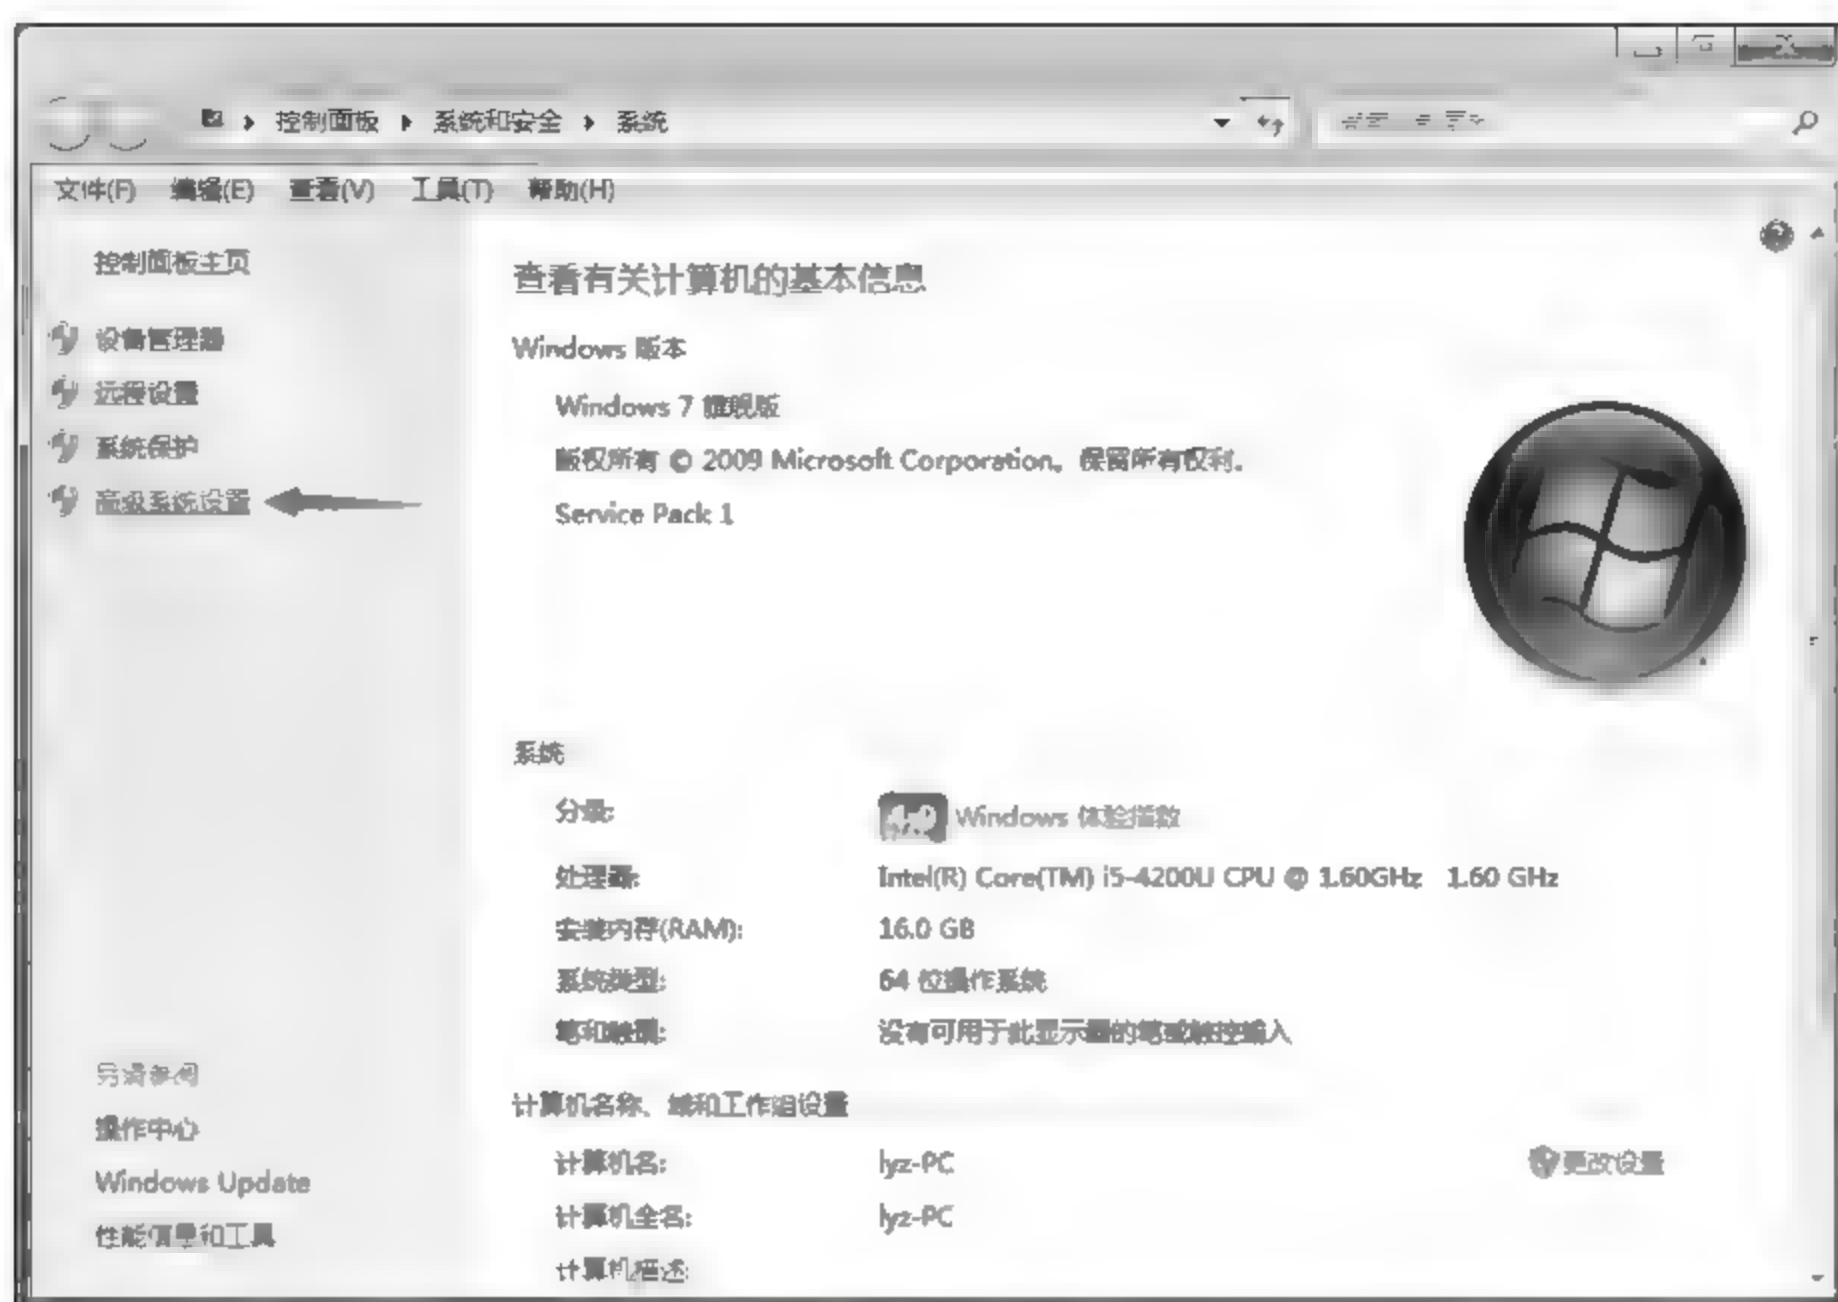 控制面板 系统和安全 系统
文件(F) 编辑(E) 查看(V) 工具(T) 帮助(H)
控制面板主页
设备管理器
远程设置
系统保护
高级系统设置
查看有关计算机的基本信息
Windows 版本
Windows 7 旗舰版
版权所有 © 2009 Microsoft Corporation。保留所有权利。
Service Pack 1
系统
分级:
Windows 体验指数
处理器: Intel(R) Core(TM) i5-4200U CPU @ 1.60GHz 1.60 GHz
安装内存(RAM): 16.0 GB
系统类型: 64 位操作系统
笔和触摸: 没有可用于此显示器的笔或触控输入
计算机名称、域和工作组设置
计算机名: lyz-PC
更改设置
计算机全名: lyz-PC
计算机描述:
另请参阅
操作中心
Windows Update
性能信息和工具